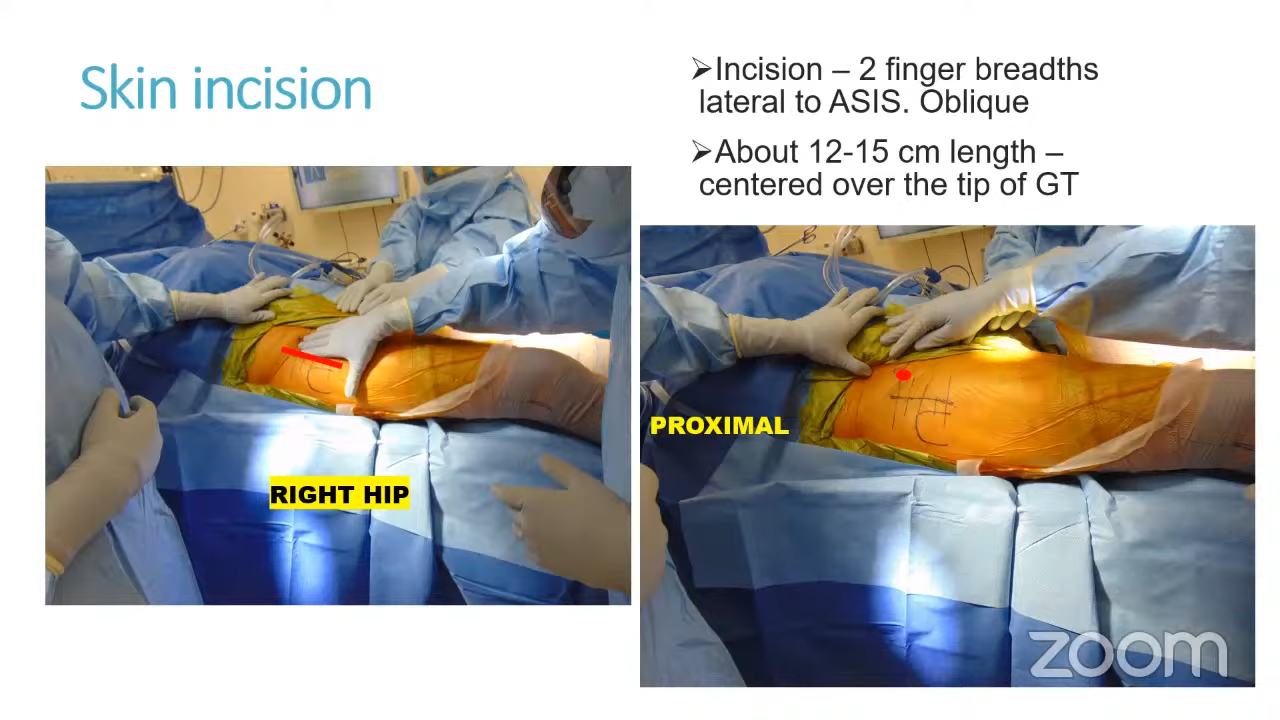 Skin incision
➢Incision – 2 finger breadths
lateral to ASIS. Oblique
➢About 12-15 cm length –
centered over the tip of GT
RIGHT HIP
PROXIMAL
zoom